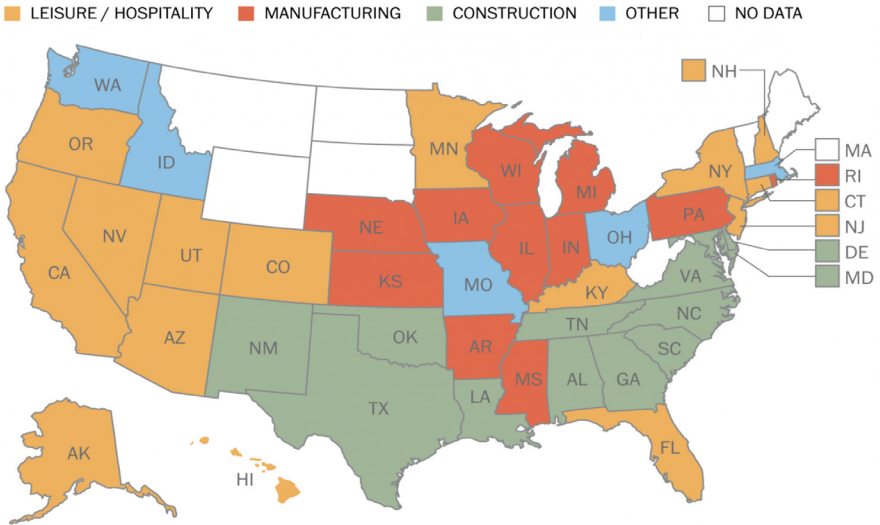 LEISURE / HOSPITALITY MANUFACTURING CONSTRUCTION OTHER NO DATA
NH
WA
OR
ID
MN
WI
MI
NY
MA
RI
CT
NJ
DE
MD
NV
UT
CO
CA
AZ
NM
NE
IA
KS
MO
IL
IN
OH
PA
KY
VA
NC
TN
SC
OK
AR
TX
LA
MS
AL
GA
FL
AK
HI